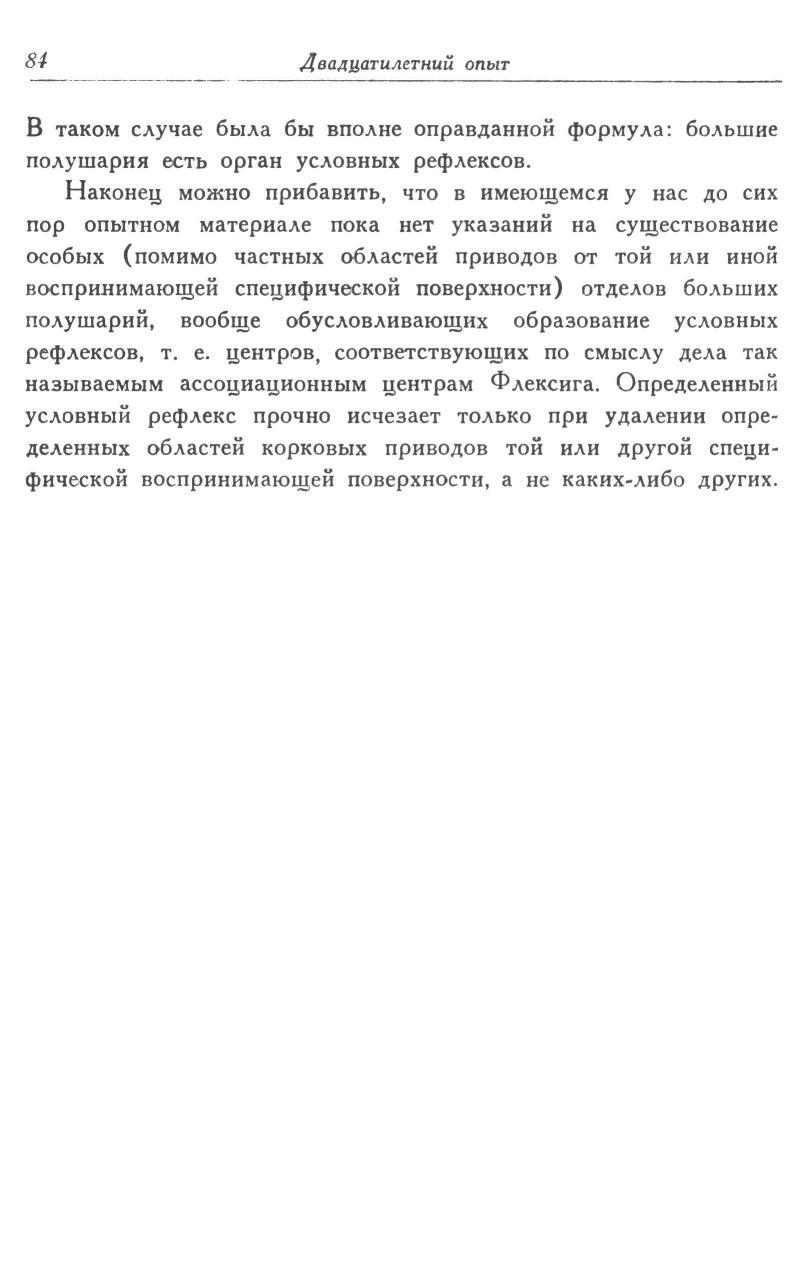 84 Двадцатилетний опыт
В таком случае была бы вполне оправданной формула: большие
полушария есть орган условных рефлексов.
Наконец можно прибавить, что в имеющемся у нас до сих
пор опытном материале пока нет указаний на существование
особых (помимо частных областей приводов от той или иной
воспринимающей специфической поверхности) отделов больших
полушарий, вообще обусловливающих образование условных
рефлексов, т. е. центров, соответствующих по смыслу дела так
называемым ассоциационным центрам Флексига. Определенный
условный рефлекс прочно исчезает только при удалении опре-
деленных областей корковых приводов той или другой специ-
фической воспринимающей поверхности, а не каких-либо других.